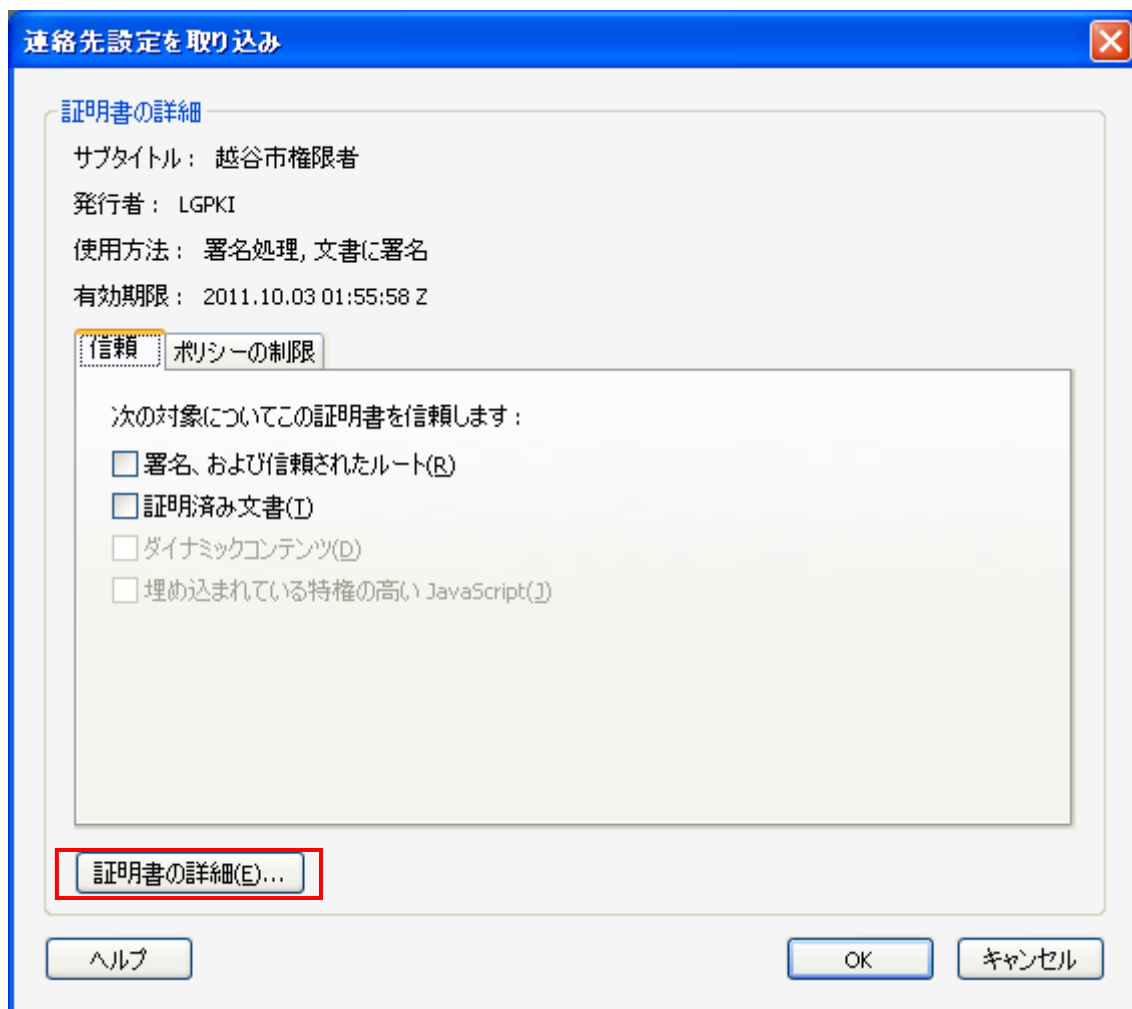 連絡先設定を取り込み
証明書の詳細
サブタイトル： 越谷市権限者
発行者： LGPKI
使用方法： 署名処理, 文書に署名
有効期限： 2011.10.03 01:55:58 Z
信頼
ポリシーの制限
次の対象についてこの証明書を信頼します：
署名、および信頼されたルート(R)
証明済み文書(T)
ダイナミックコンテンツ(D)
埋め込まれている特権の高い JavaScript(J)
証明書の詳細(E)...
ヘルプ
OK
キャンセル